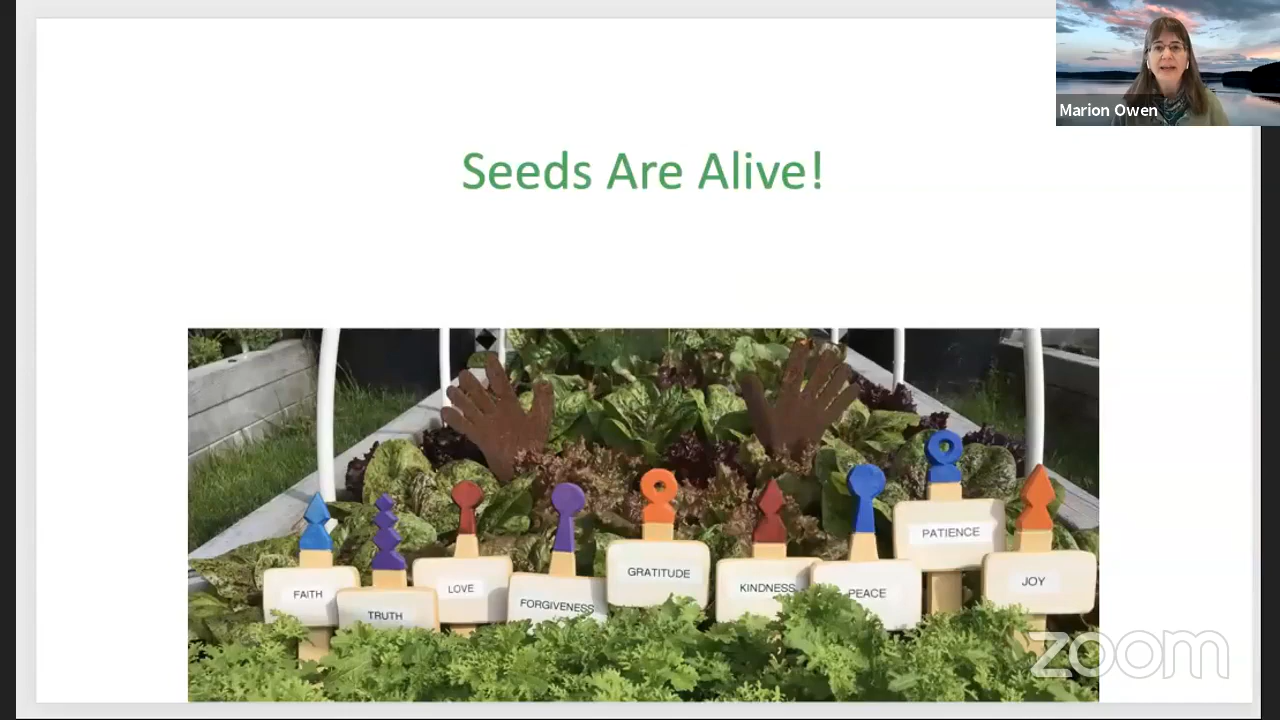 Marion Owen
Seeds Are Alive!
FAITH
TRUTH
LOVE
FORGIVENESS
GRATITUDE
KINDNESS
PEACE
PATIENCE
JOY
zoom